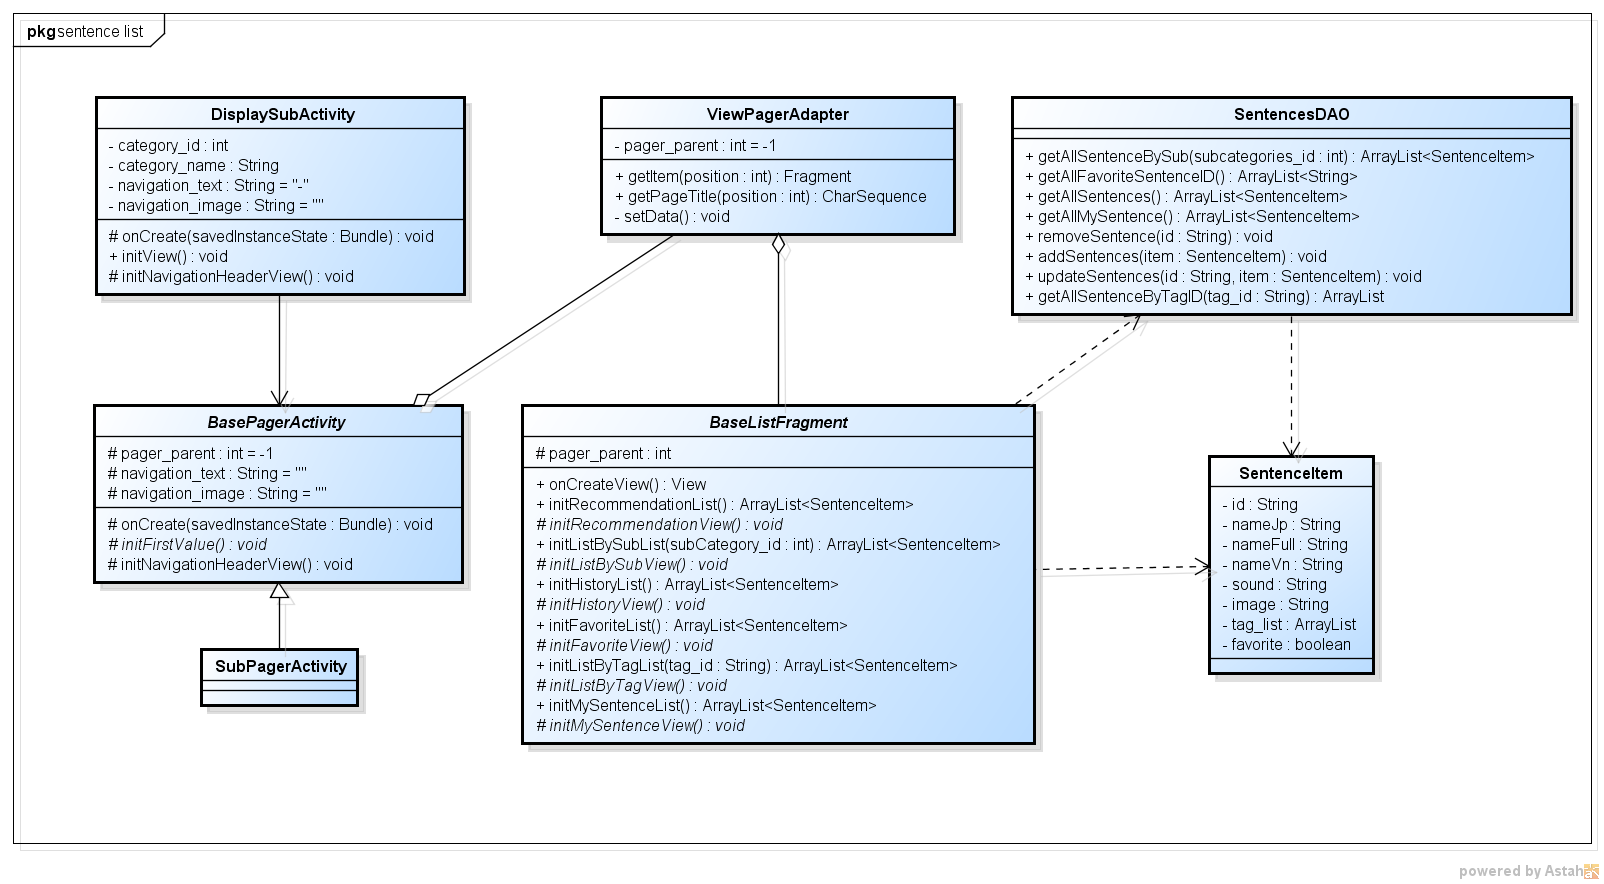 pkg sentence list
DisplaySubActivity
- category_id : int
- category_name : String
- navigation_text : String = "-"
- navigation_image : String = ""
# onCreate(savedInstanceState : Bundle) : void
+ initView() : void
# initNavigationHeaderView() : void
ViewPagerAdapter
- pager_parent : int = -1
+ getItem(position : int) : Fragment
+ getPageTitle(position : int) : CharSequence
- setData() : void
SentencesDAO
+ getAllSentenceBySub(subcategories_id : int) : ArrayList<SentenceItem>
+ getAllFavoriteSentenceID() : ArrayList<String>
+ getAllSentences() : ArrayList<SentenceItem>
+ getAllMySentence() : ArrayList<SentenceItem>
+ removeSentence(id : String) : void
+ addSentences(item : SentenceItem) : void
+ updateSentences(id : String, item : SentenceItem) : void
+ getAllSentenceByTagID(tag_id : String) : ArrayList
BasePagerActivity
# pager_parent : int = -1
# navigation_text : String = ""
# navigation_image : String = ""
# onCreate(savedInstanceState : Bundle) : void
# initFirstValue() : void
# initNavigationHeaderView() : void
BaseListFragment
# pager_parent : int
+ onCreateView() : View
+ initRecommendationList() : ArrayList<SentenceItem>
# initRecommendationView() : void
+ initListBySubList(subCategory_id : int) : ArrayList<SentenceItem>
# initListBySubView() : void
+ initHistoryList() : ArrayList<SentenceItem>
# initHistoryView() : void
+ initFavoriteList() : ArrayList<SentenceItem>
# initFavoriteView() : void
+ initListByTagList(tag_id : String) : ArrayList<SentenceItem>
# initListByTagView() : void
+ initMySentenceList() : ArrayList<SentenceItem>
# initMySentenceView() : void
SentenceItem
- id : String
- nameJp : String
- nameFull : String
- nameVn : String
- sound : String
- image : String
- tag_list : ArrayList
- favorite : boolean
SubPagerActivity
powered by Astah